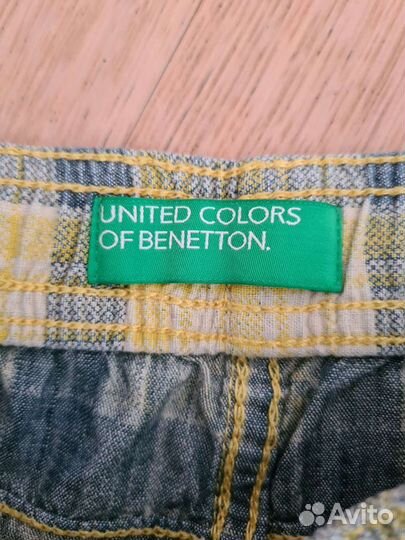 UNITED COLORS
OF BENETTON.
Avito